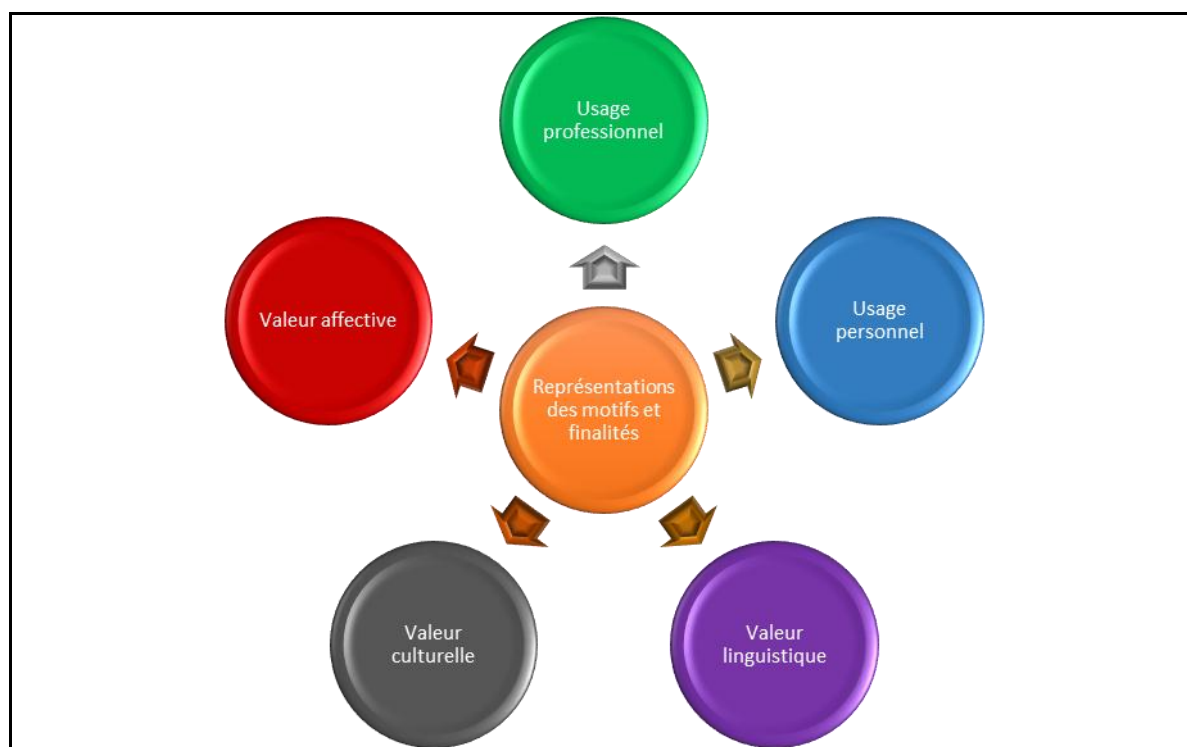 Usage
professionnel
Valeur affective
Usage
personnel
Représentations
des motifs et
finalités
Valeur
culturelle
Valeur
linguistique